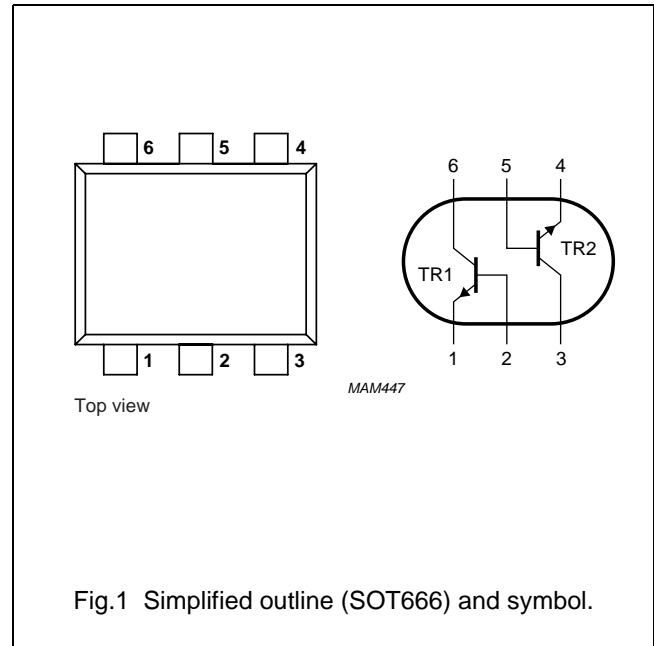 6 5 4
1 2 3
Top view
6 5 4
TR1 TR2
1 2 3
MAM447
Fig.1 Simplified outline (SOT666) and symbol.